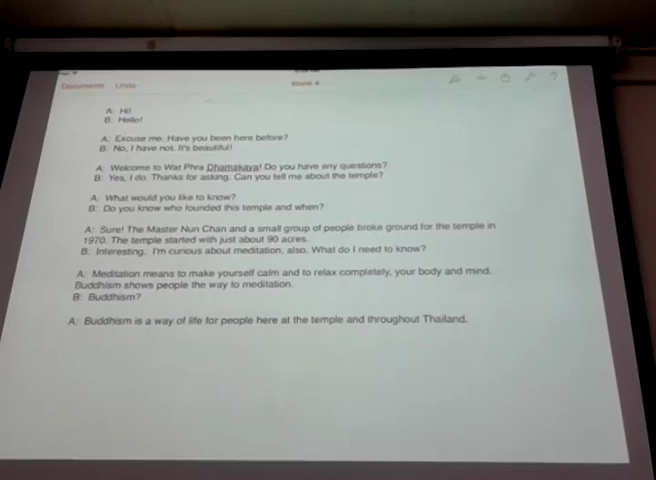 Documents Undo Blank 4
A: Hi!
B: Hello!
A: Excuse me. Have you been here before?
B: No, I have not. It's beautiful!
A: Welcome to Wat Phra Dhamakaya! Do you have any questions?
B: Yes, I do. Thanks for asking. Can you tell me about the temple?
A: What would you like to know?
B: Do you know who founded this temple and when?
A: Sure! The Master Nun Chan and a small group of people broke ground for the temple in
1970. The temple started with just about 90 acres.
B: Interesting. I'm curious about meditation, also. What do I need to know?
A: Meditation means to make yourself calm and to relax completely, your body and mind.
Buddhism shows people the way to meditation.
B: Buddhism?
A: Buddhism is a way of life for people here at the temple and throughout Thailand.